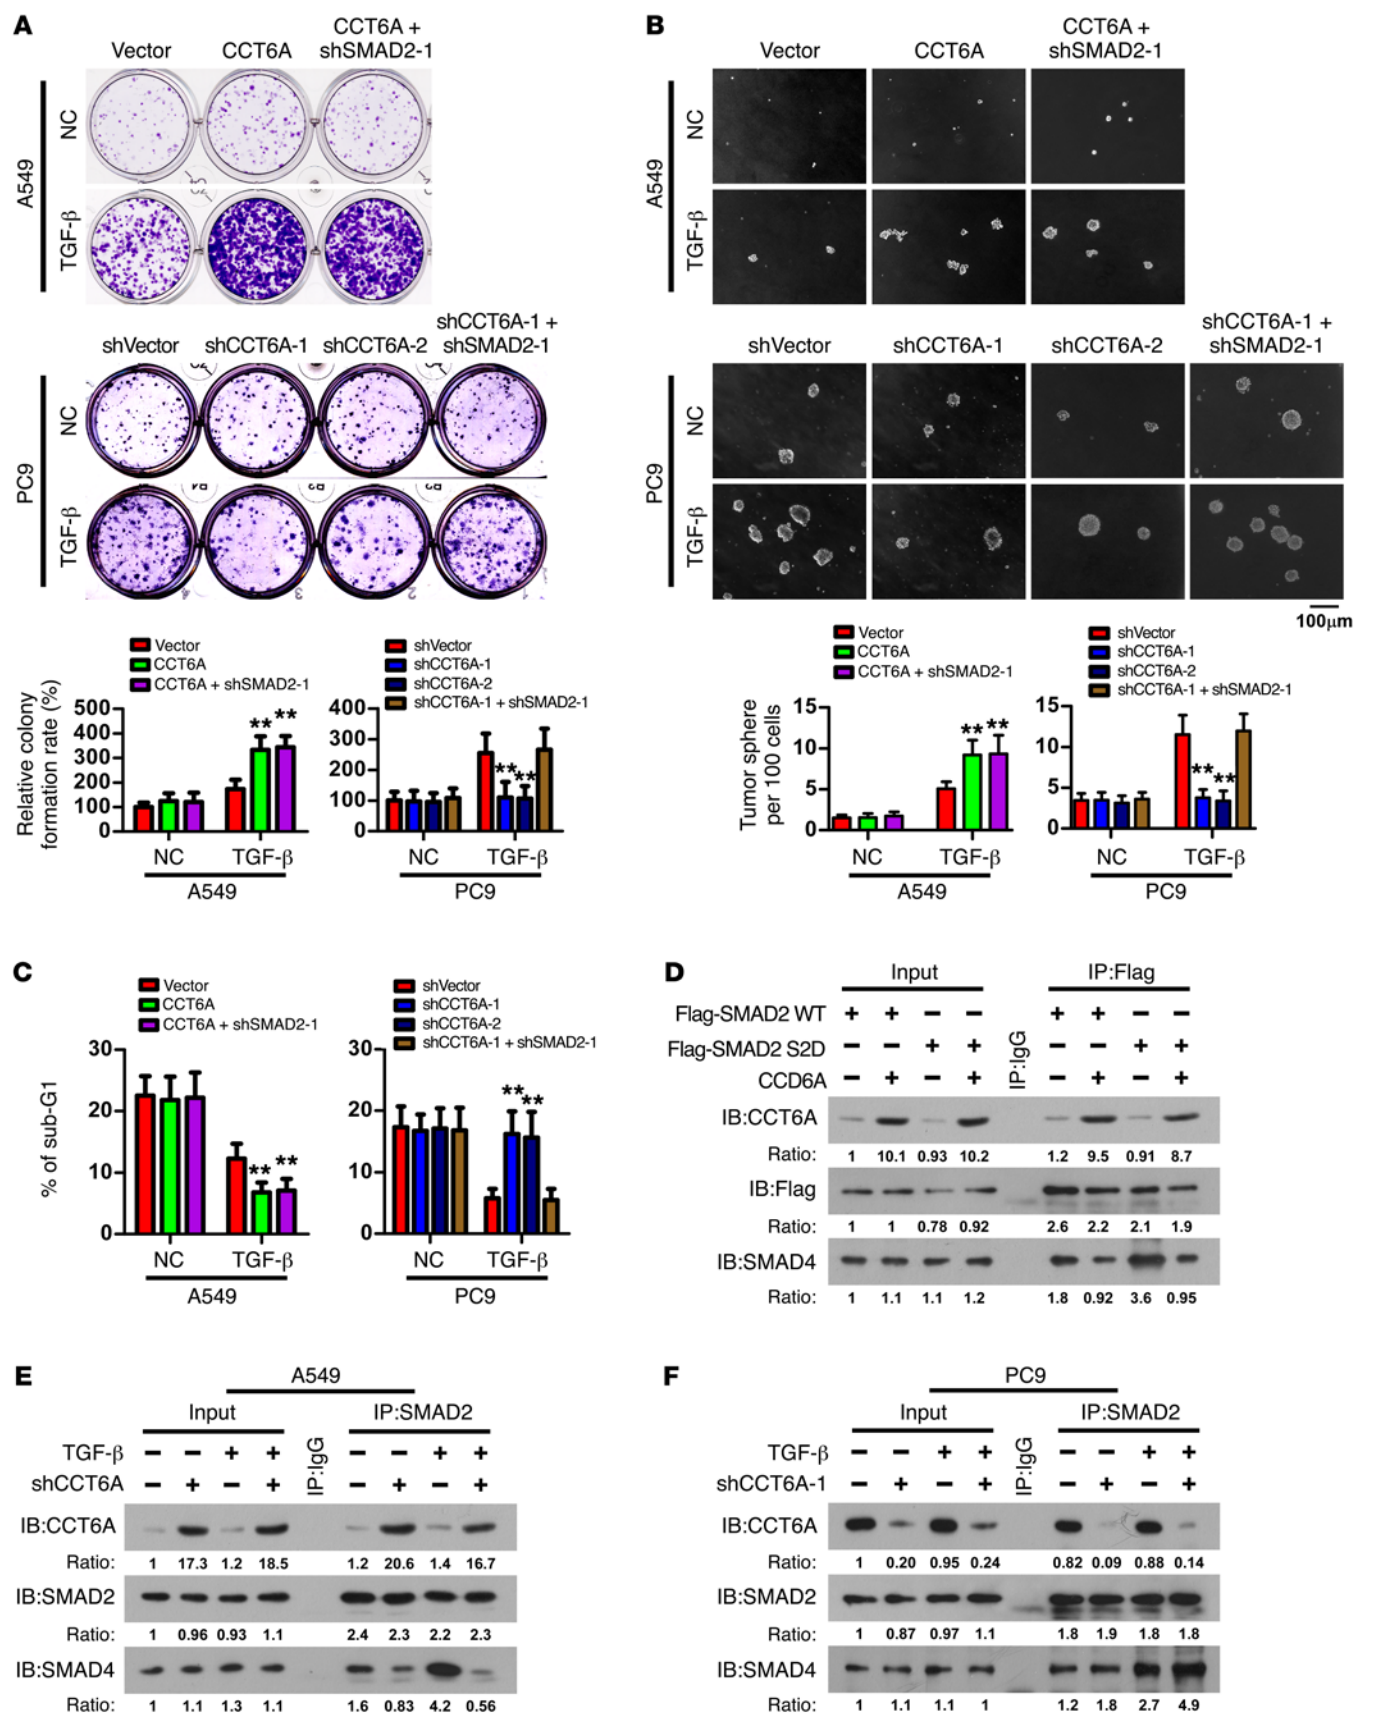 A
Vector CCT6A CCT6A + shSMAD2-1
A549
NC
TGF-β
shVector shCCT6A-1 shCCT6A-2 shCCT6A-1 + shSMAD2-1
PC9
NC
TGF-β
Relative colony formation rate (%)
Vector
CCT6A
CCT6A + shSMAD2-1
500
400
300
200
100
0
** **
NC TGF-β
A549
shVector
shCCT6A-1
shCCT6A-2
shCCT6A-1 + shSMAD2-1
400
300
200
100
0
** **
NC TGF-β
PC9
B
Vector CCT6A CCT6A + shSMAD2-1
A549
NC
TGF-β
shVector shCCT6A-1 shCCT6A-2 shCCT6A-1 + shSMAD2-1
PC9
NC
TGF-β
100μm
Tumor sphere per 100 cells
Vector
CCT6A
CCT6A + shSMAD2-1
15
10
5
0
** **
NC TGF-β
A549
shVector
shCCT6A-1
shCCT6A-2
shCCT6A-1 + shSMAD2-1
15
10
5
0
** **
NC TGF-β
PC9
C
% of sub-G1
Vector
CCT6A
CCT6A + shSMAD2-1
30
20
10
0
** **
NC TGF-β
A549
shVector
shCCT6A-1
shCCT6A-2
shCCT6A-1 + shSMAD2-1
30
20
10
0
** **
NC TGF-β
PC9
D
Input IP:IgG IP:Flag
Flag-SMAD2 WT + + – – + + – –
Flag-SMAD2 S2D – – + + – – + +
CCD6A – + – + – + – +
IB:CCT6A
Ratio: 1 10.1 0.93 10.2 1.2 9.5 0.91 8.7
IB:Flag
Ratio: 1 1 0.78 0.92 2.6 2.2 2.1 1.9
IB:SMAD4
Ratio: 1 1.1 1.1 1.2 1.8 0.92 3.6 0.95
E
A549
Input IP:IgG IP:SMAD2
TGF-β – – + + – – + +
shCCT6A – + – + – + – +
IB:CCT6A
Ratio: 1 17.3 1.2 18.5 1.2 20.6 1.4 16.7
IB:SMAD2
Ratio: 1 0.96 0.93 1.1 2.4 2.3 2.2 2.3
IB:SMAD4
Ratio: 1 1.1 1.3 1.1 1.6 0.83 4.2 0.56
F
PC9
Input IP:IgG IP:SMAD2
TGF-β – – + + – – + +
shCCT6A-1 – + – + – + – +
IB:CCT6A
Ratio: 1 0.20 0.95 0.24 0.82 0.09 0.88 0.14
IB:SMAD2
Ratio: 1 0.87 0.97 1.1 1.8 1.9 1.8 1.8
IB:SMAD4
Ratio: 1 1.1 1.1 1 1.2 1.8 2.7 4.9